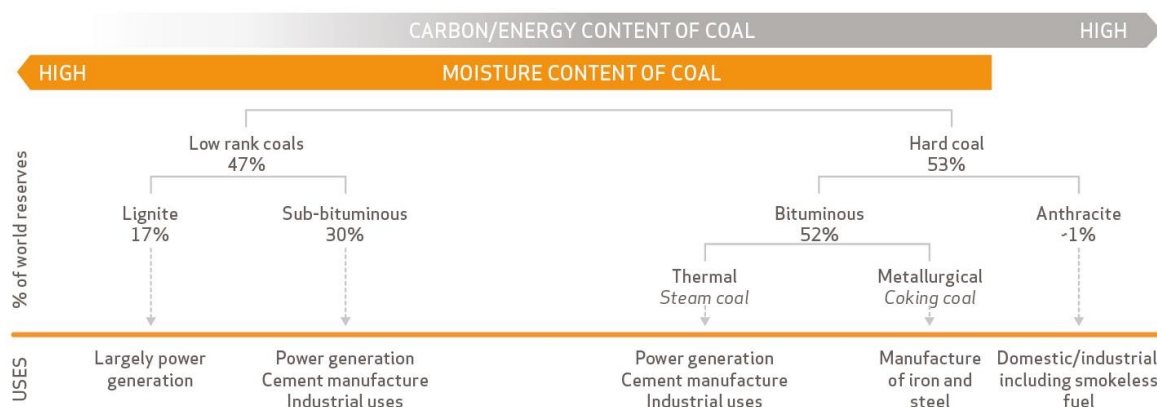 CARBON/ENERGY CONTENT OF COAL HIGH
HIGH MOISTURE CONTENT OF COAL
% of world reserves
Low rank coals
47%
Hard coal
53%
Lignite
17%
Sub-bituminous
30%
Bituminous
52%
Anthracite
~1%
Thermal
Steam coal
Metallurgical
Coking coal
USES
Largely power
generation
Power generation
Cement manufacture
Industrial uses
Power generation
Cement manufacture
Industrial uses
Manufacture
of iron and
steel
Domestic/industrial
including smokeless
fuel